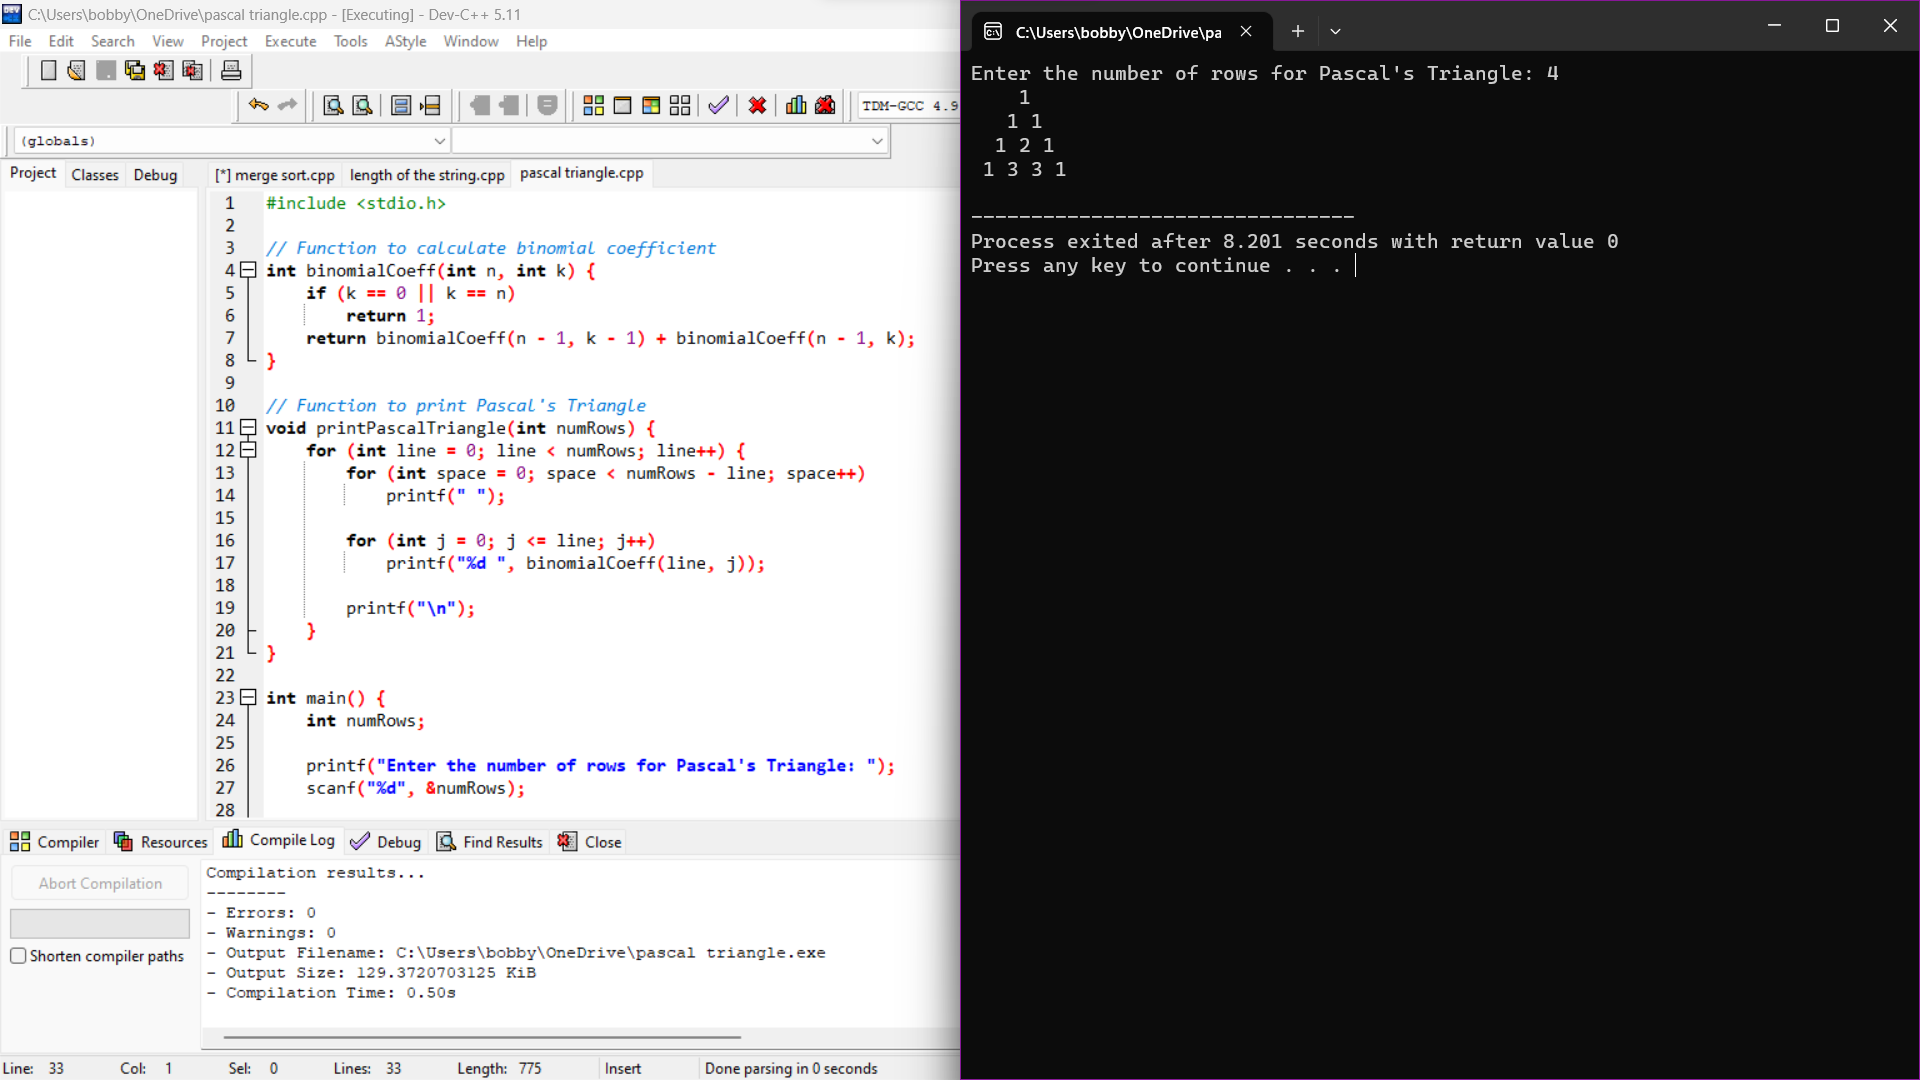 C:\Users\bobby\OneDrive\pascal triangle.cpp - [Executing] - Dev-C++ 5.11
File Edit Search View Project Execute Tools AStyle Window Help
TDM-GCC 4.9
(globals)
Project Classes Debug
[*] merge sort.cpp length of the string.cpp pascal triangle.cpp
1 #include <stdio.h>
2
3 // Function to calculate binomial coefficient
4 int binomialCoeff(int n, int k) {
5     if (k == 0 || k == n)
6         return 1;
7     return binomialCoeff(n - 1, k - 1) + binomialCoeff(n - 1, k);
8 }
9
10 // Function to print Pascal's Triangle
11 void printPascalTriangle(int numRows) {
12     for (int line = 0; line < numRows; line++) {
13         for (int space = 0; space < numRows - line; space++)
14             printf(" ");
15
16         for (int j = 0; j <= line; j++)
17             printf("%d ", binomialCoeff(line, j));
18
19         printf("\n");
20     }
21 }
22
23 int main() {
24     int numRows;
25
26     printf("Enter the number of rows for Pascal's Triangle: ");
27     scanf("%d", &numRows);
28
Compiler Resources Compile Log Debug Find Results Close
Abort Compilation
Shorten compiler paths
Compilation results...
--------
- Errors: 0
- Warnings: 0
- Output Filename: C:\Users\bobby\OneDrive\pascal triangle.exe
- Output Size: 129.3720703125 KiB
- Compilation Time: 0.50s
Line: 33 Col: 1 Sel: 0 Lines: 33 Length: 775 Insert Done parsing in 0 seconds
C:\Users\bobby\OneDrive\pa
Enter the number of rows for Pascal's Triangle: 4
    1
   1 1
  1 2 1
 1 3 3 1
--------------------------------
Process exited after 8.201 seconds with return value 0
Press any key to continue . . .